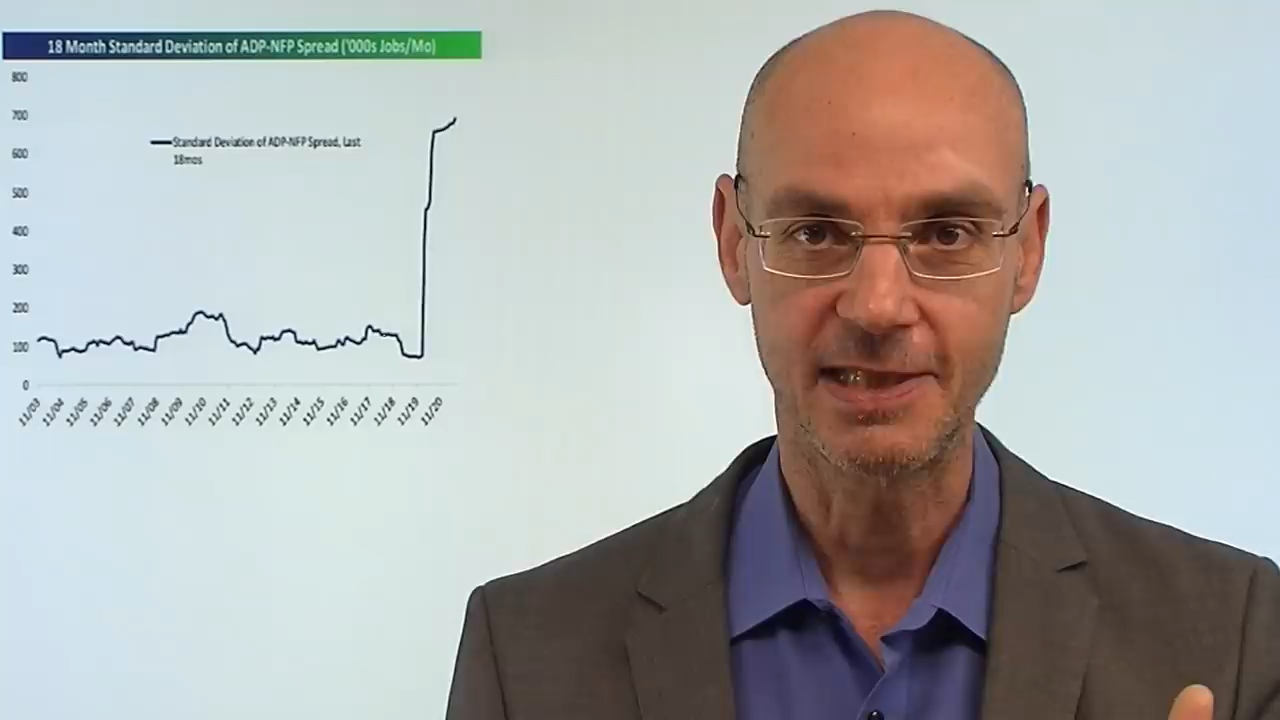 18 Month Standard Deviation of ADP-NFP Spread ('000s Jobs/Mo)
800
700
Standard Deviation of ADP-NFP Spread, Last
18mos
600
500
400
300
200
100
0
11/03 11/04 11/05 11/06 11/07 11/08 11/09 11/10 11/11 11/12 11/13 11/14 11/15 11/16 11/17 11/18 11/19 11/20